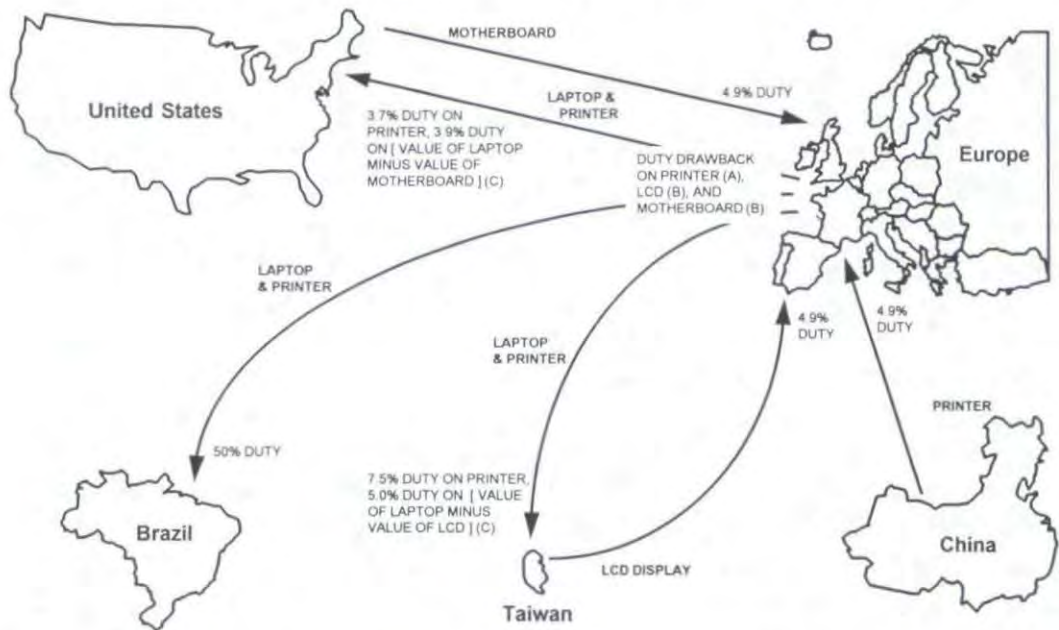 MOTHERBOARD
United States
4.9% DUTY
LAPTOP &
PRINTER
3.7% DUTY ON
PRINTER, 3.9% DUTY
ON [ VALUE OF LAPTOP
MINUS VALUE OF
MOTHERBOARD ] (C)
DUTY DRAWBACK
ON PRINTER (A),
LCD (B), AND
MOTHERBOARD (B)
Europe
LAPTOP
& PRINTER
4.9%
DUTY
4.9%
DUTY
LAPTOP
& PRINTER
PRINTER
50% DUTY
7.5% DUTY ON PRINTER,
5.0% DUTY ON [ VALUE
OF LAPTOP MINUS
VALUE OF LCD ] (C)
Brazil
China
LCD DISPLAY
Taiwan